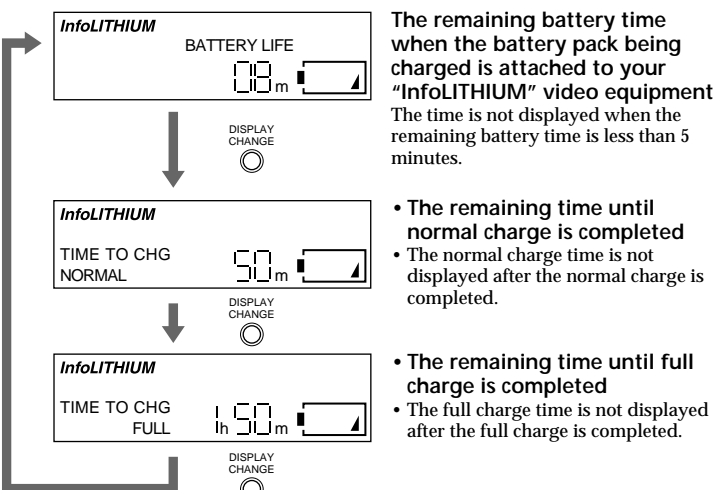 InfoLITHIUM
BATTERY LIFE
08 m
DISPLAY
CHANGE
The remaining battery time
when the battery pack being
charged is attached to your
“InfoLITHIUM” video equipment
The time is not displayed when the
remaining battery time is less than 5
minutes.
InfoLITHIUM
TIME TO CHG
NORMAL
50 m
DISPLAY
CHANGE
• The remaining time until
normal charge is completed
• The normal charge time is not
displayed after the normal charge is
completed.
InfoLITHIUM
TIME TO CHG
FULL
1h 50 m
DISPLAY
CHANGE
• The remaining time until full
charge is completed
• The full charge time is not displayed
after the full charge is completed.